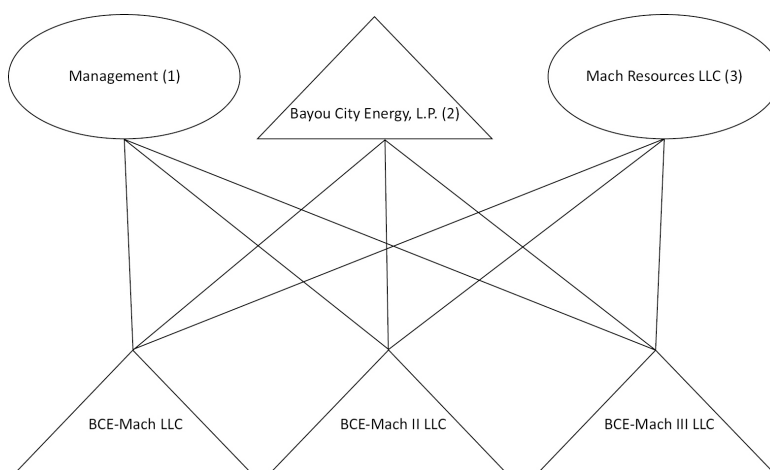 Management (1)
Bayou City Energy, L.P. (2)
Mach Resources LLC (3)
BCE-Mach LLC
BCE-Mach II LLC
BCE-Mach III LLC